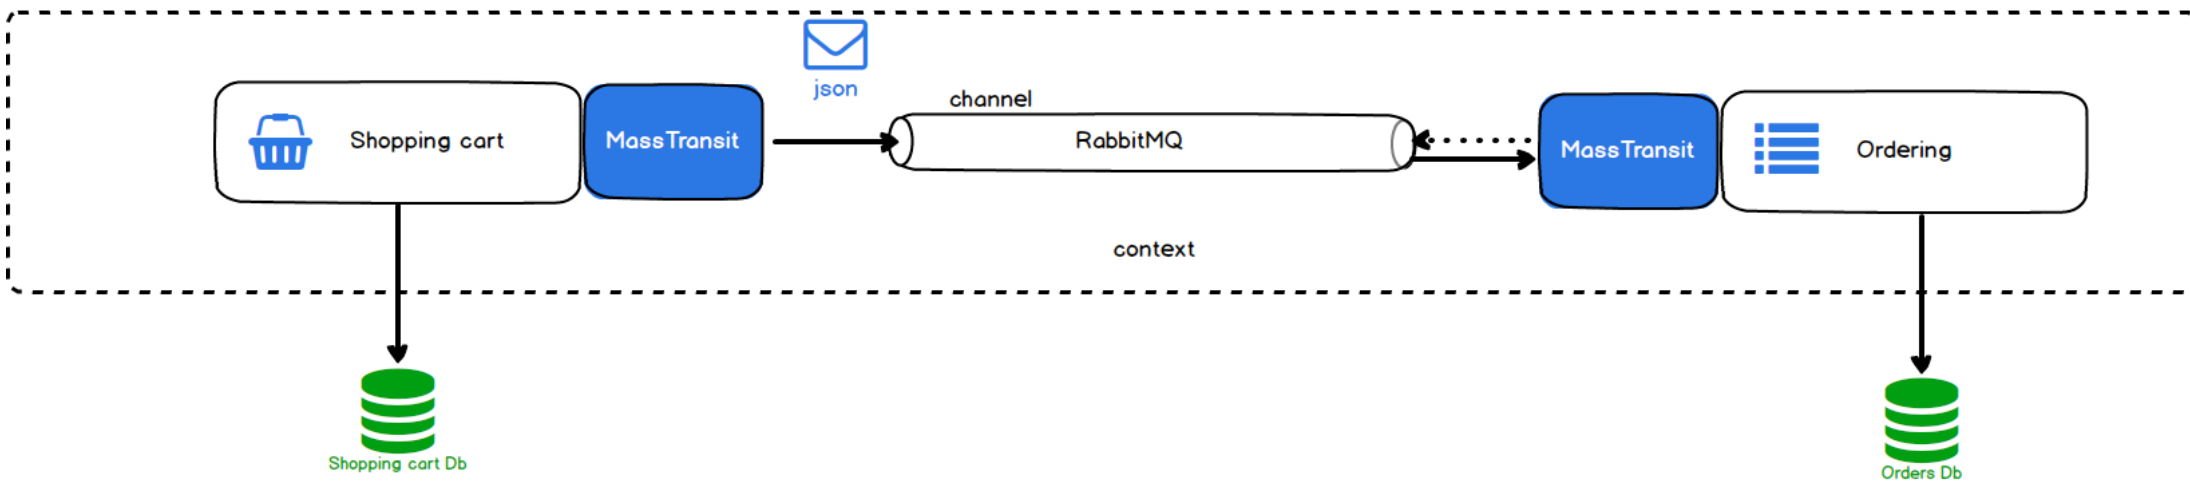 json
channel
Shopping cart
MassTransit
RabbitMQ
MassTransit
Ordering
context
Shopping cart Db
Orders Db